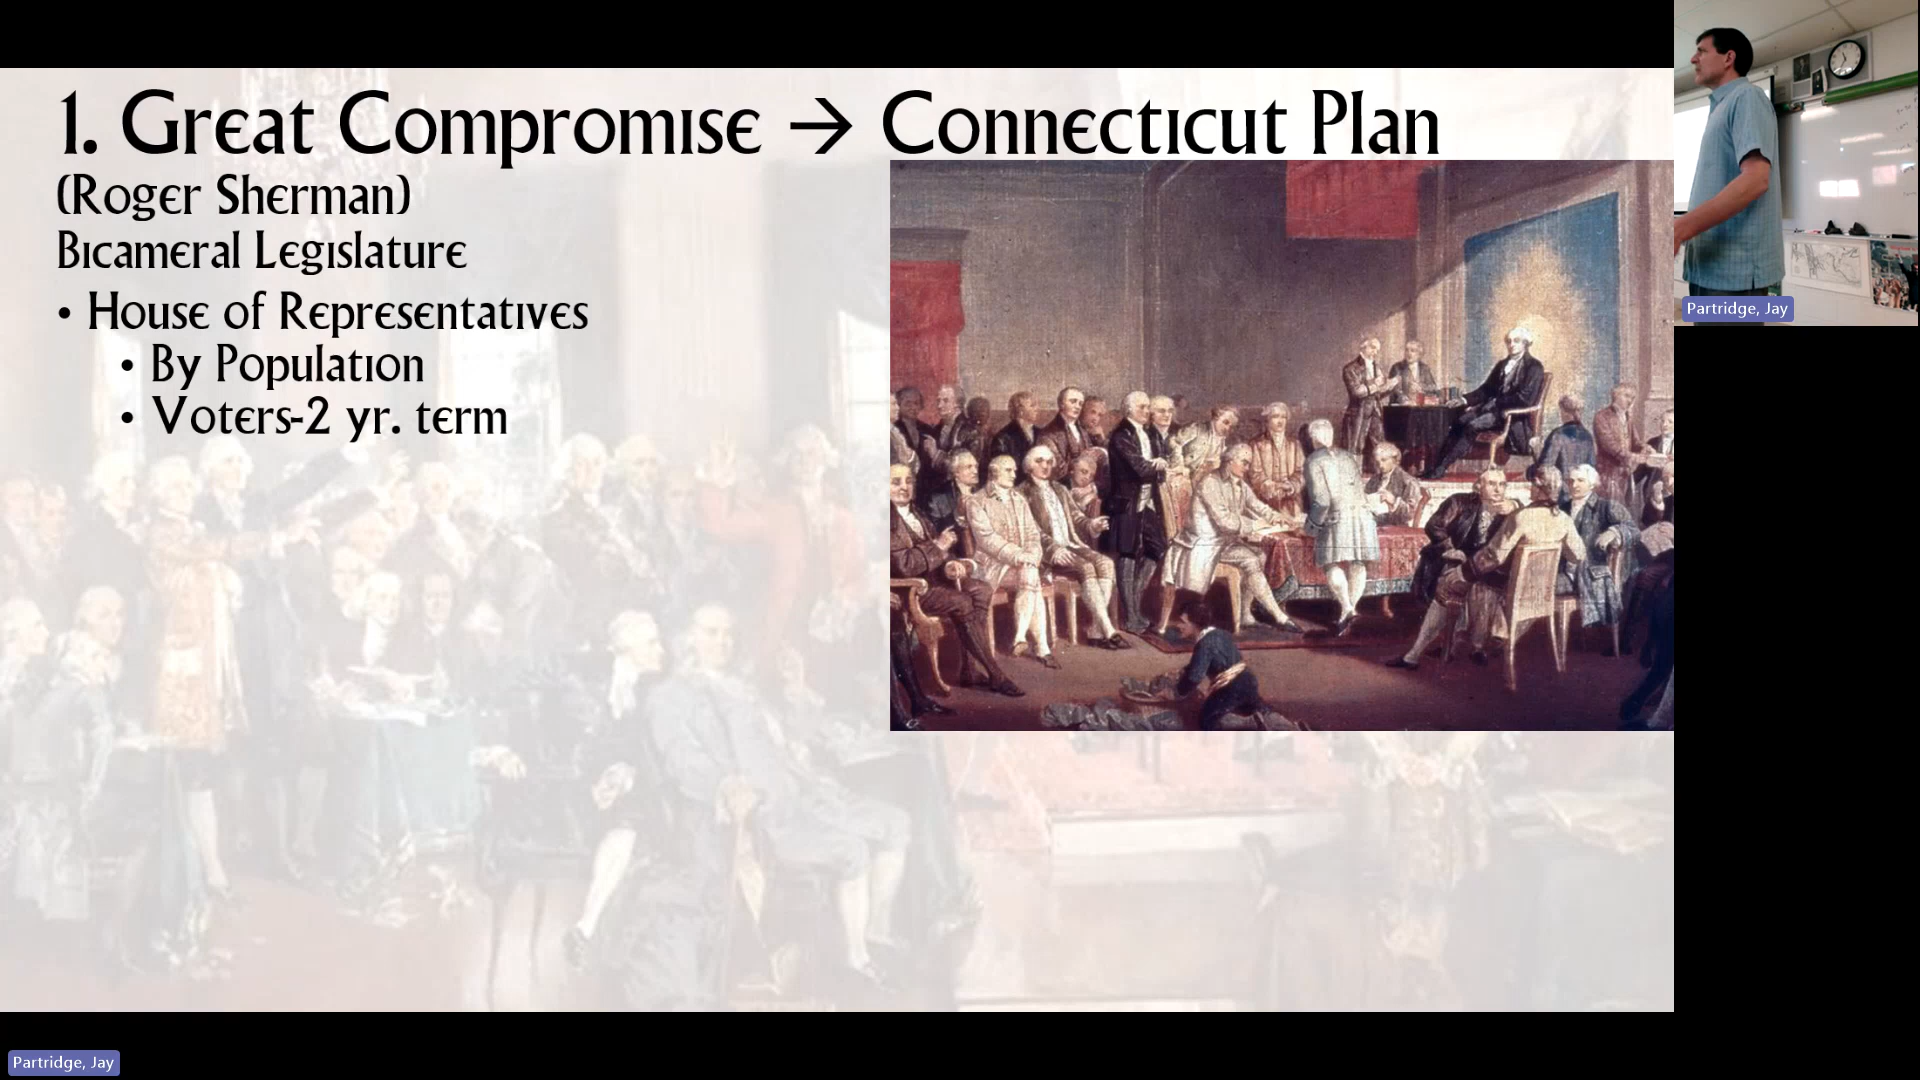 1. Great Compromise → Connecticut Plan
(Roger Sherman)
Bicameral Legislature
• House of Representatives
• By Population
• Voters-2 yr. term
Partridge, Jay
Partridge, Jay